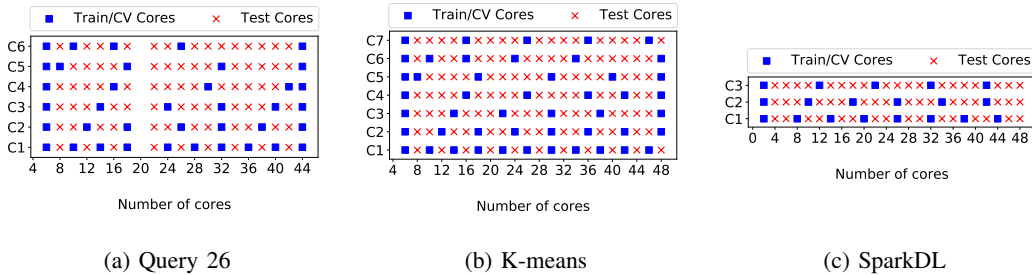 Train/CV Cores Test Cores
C6
C5
C4
C3
C2
C1
4 8 12 16 20 24 28 32 36 40 44
Number of cores
(a) Query 26
Train/CV Cores Test Cores
C7
C6
C5
C4
C3
C2
C1
4 8 12 16 20 24 28 32 36 40 44 48
Number of cores
(b) K-means
Train/CV Cores Test Cores
C3
C2
C1
0 4 8 12 16 20 24 28 32 36 40 44 48
Number of cores
(c) SparkDL